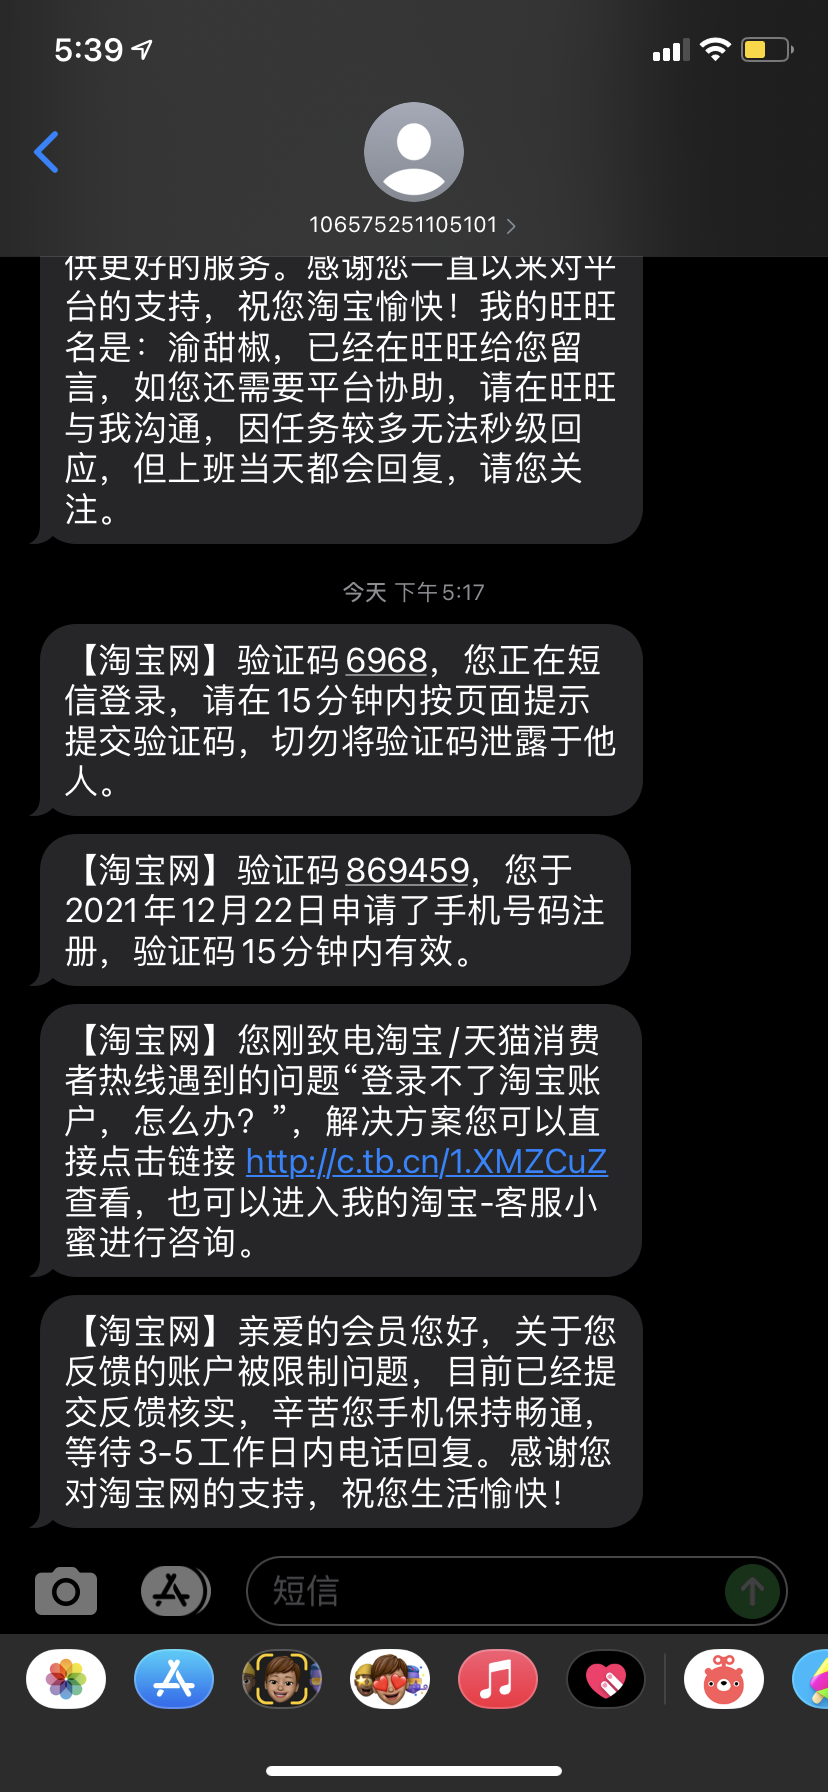 5:39
106575251105101
供更好的服务。感谢您一直以来对平
台的支持，祝您淘宝愉快！我的旺旺
名是：渝甜椒，已经在旺旺给您留
言，如您还需要平台协助，请在旺旺
与我沟通，因任务较多无法秒级回
应，但上班当天都会回复，请您关
注。
今天 下午5:17
【淘宝网】验证码6968，您正在短
信登录，请在15分钟内按页面提示
提交验证码，切勿将验证码泄露于他
人。
【淘宝网】验证码869459，您于
2021年12月22日申请了手机号码注
册，验证码15分钟内有效。
【淘宝网】您刚致电淘宝/天猫消费
者热线遇到的问题“登录不了淘宝账
户，怎么办？”，解决方案您可以直
接点击链接 http://c.tb.cn/1.XMZCuZ
查看，也可以进入我的淘宝-客服小
蜜进行咨询。
【淘宝网】亲爱的会员您好，关于您
反馈的账户被限制问题，目前已经提
交反馈核实，辛苦您手机保持畅通，
等待3-5工作日内电话回复。感谢您
对淘宝网的支持，祝您生活愉快！
短信